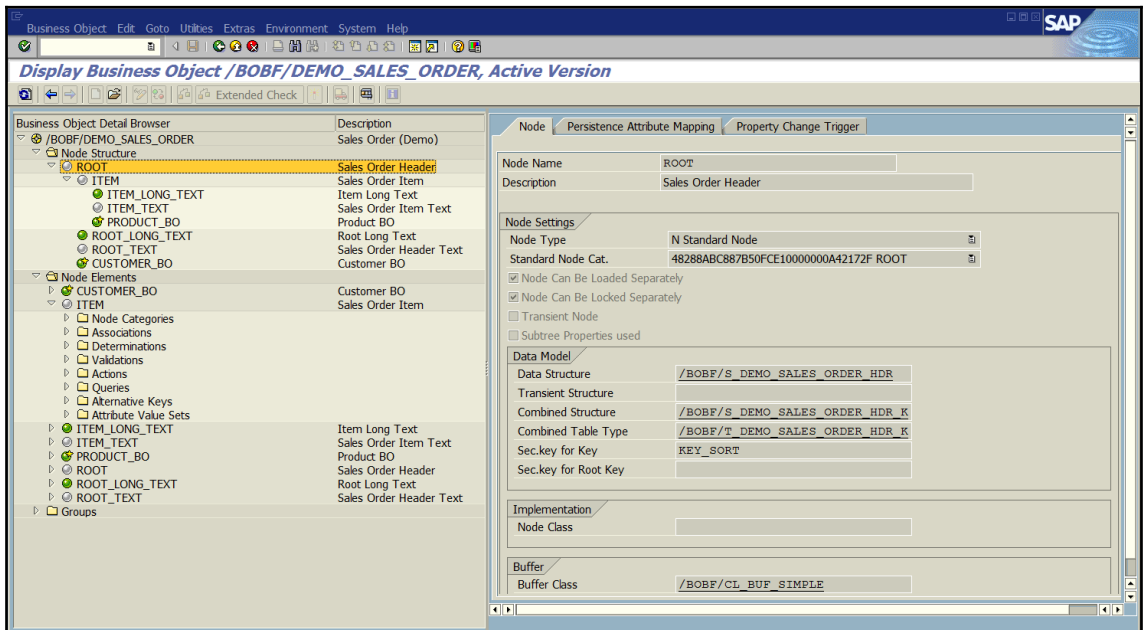 Business Object Edit Goto Utilities Extras Environment System Help
SAP
Display Business Object /BOBF/DEMO_SALES_ORDER, Active Version
Extended Check
Business Object Detail Browser Description
/BOBF/DEMO_SALES_ORDER Sales Order (Demo)
Node Structure
ROOT Sales Order Header
ITEM Sales Order Item
ITEM_LONG_TEXT Item Long Text
ITEM_TEXT Sales Order Item Text
PRODUCT_BO Product BO
ROOT_LONG_TEXT Root Long Text
ROOT_TEXT Sales Order Header Text
CUSTOMER_BO Customer BO
Node Elements
CUSTOMER_BO Customer BO
ITEM Sales Order Item
Node Categories
Associations
Determinations
Validations
Actions
Queries
Alternative Keys
Attribute Value Sets
ITEM_LONG_TEXT Item Long Text
ITEM_TEXT Sales Order Item Text
PRODUCT_BO Product BO
ROOT Sales Order Header
ROOT_LONG_TEXT Root Long Text
ROOT_TEXT Sales Order Header Text
Groups
Node Persistence Attribute Mapping Property Change Trigger
Node Name ROOT
Description Sales Order Header
Node Settings
Node Type N Standard Node
Standard Node Cat. 48288ABC887B50FCE10000000A42172F ROOT
Node Can Be Loaded Separately
Node Can Be Locked Separately
Transient Node
Subtree Properties used
Data Model
Data Structure /BOBF/S_DEMO_SALES_ORDER_HDR
Transient Structure
Combined Structure /BOBF/S_DEMO_SALES_ORDER_HDR_K
Combined Table Type /BOBF/T_DEMO_SALES_ORDER_HDR_K
Sec.key for Key KEY_SORT
Sec.key for Root Key
Implementation
Node Class
Buffer
Buffer Class /BOBF/CL_BUF_SIMPLE